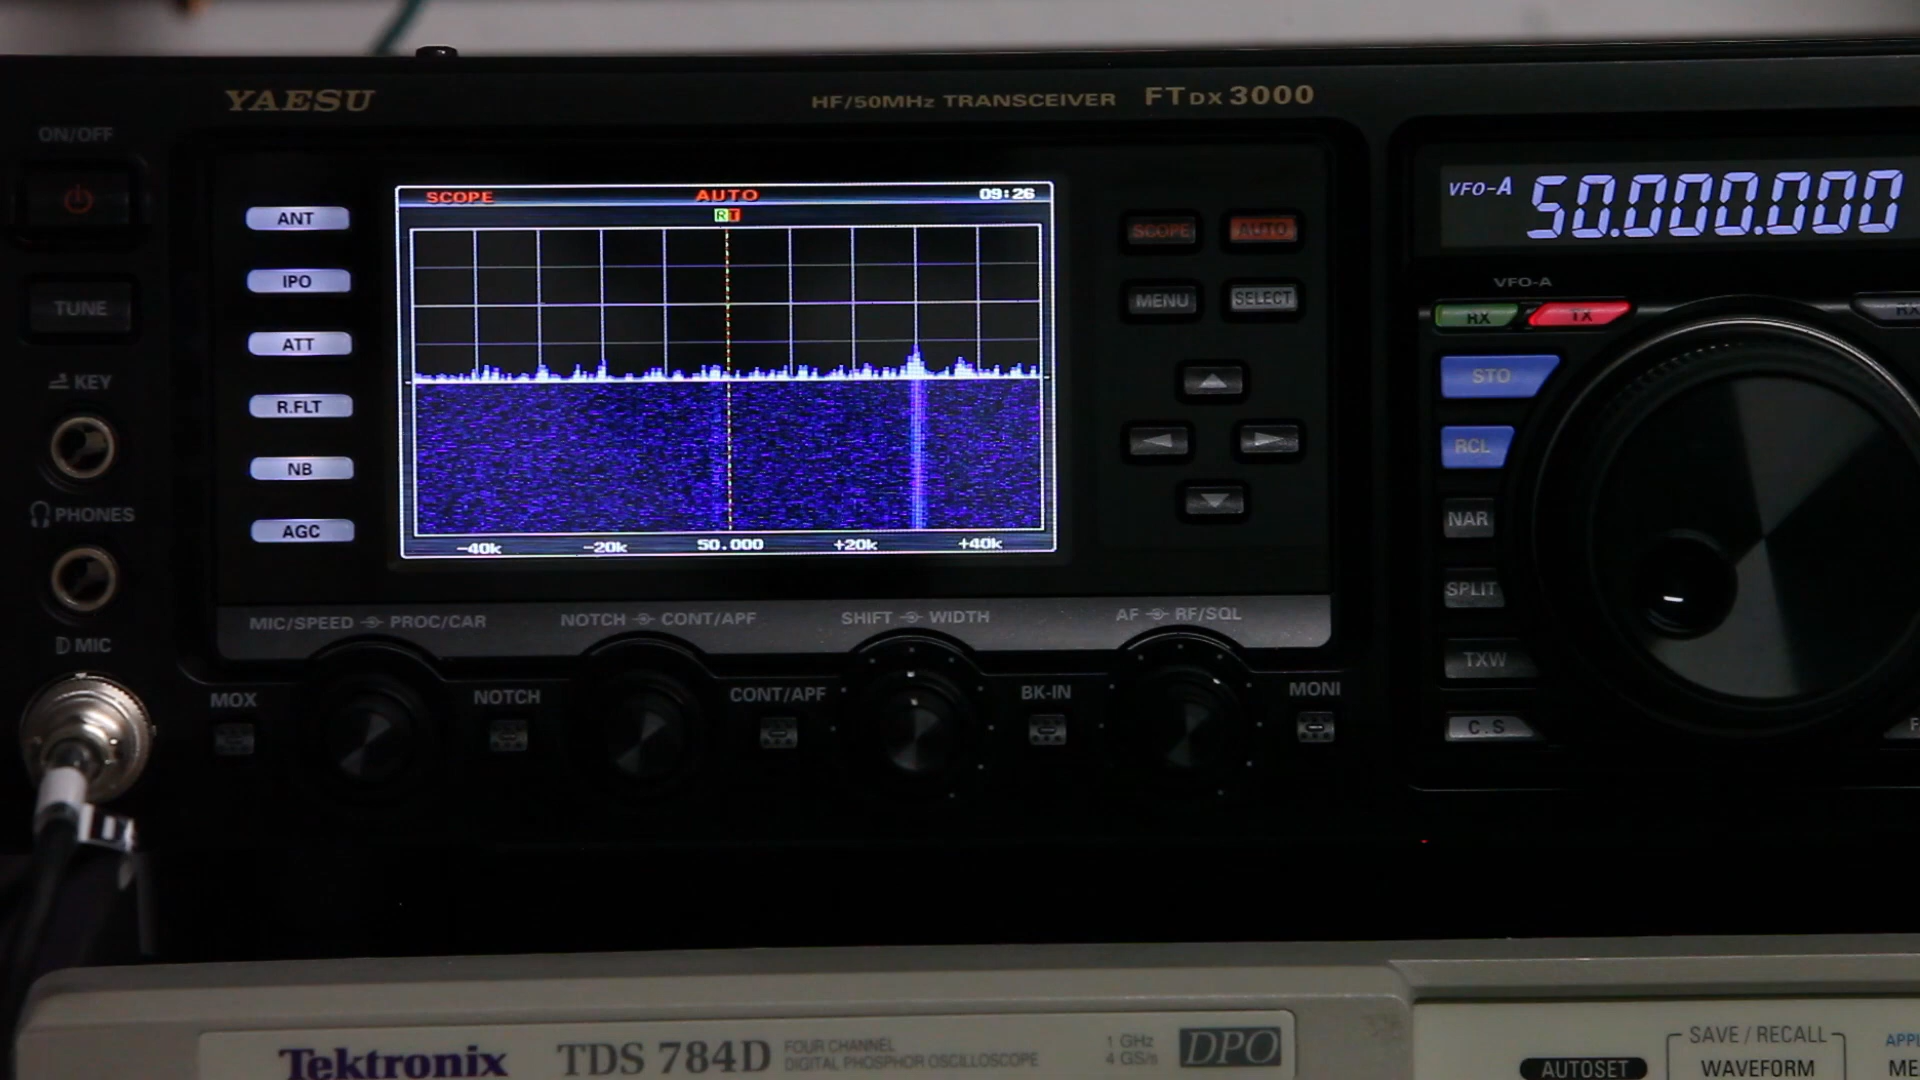 YAESU
HF/50MHz TRANSCEIVER FTDX3000
ON/OFF
TUNE
KEY
PHONES
MIC
ANT
IPO
ATT
R.FLT
NB
AGC
SCOPE AUTO 09:26
RT
-40k -20k 50.000 +20k +40k
SCOPE AUTO
MENU SELECT
MIC/SPEED PROC/CAR NOTCH CONT/APF SHIFT WIDTH AF RF/SQL
MOX NOTCH CONT/APF BK-IN MONI
VFO-A 50.000.000
VFO-A
RX TX RX
STO
RCL
NAR
SPLIT
TXW
C.S
Tektronix TDS 784D
FOUR CHANNEL
DIGITAL PHOSPHOR OSCILLOSCOPE
1 GHz
4 GS/s
DPO
AUTOSET
SAVE / RECALL
WAVEFORM
APPL
ME